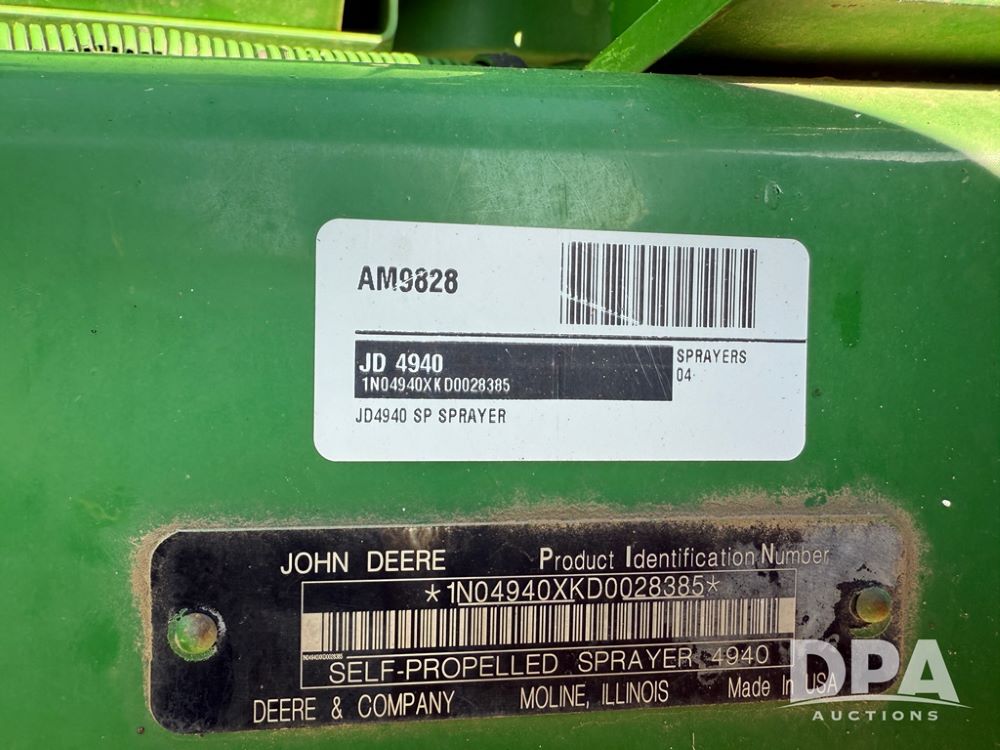 AM9828
JD 4940
1N04940XKD0028385
SPRAYERS
04
JD4940 SP SPRAYER
JOHN DEERE Product Identification Number
*1N04940XKD0028385*
1N04940XKD0028385
SELF-PROPELLED SPRAYER 4940
DEERE & COMPANY MOLINE, ILLINOIS Made In USA
DPA
AUCTIONS